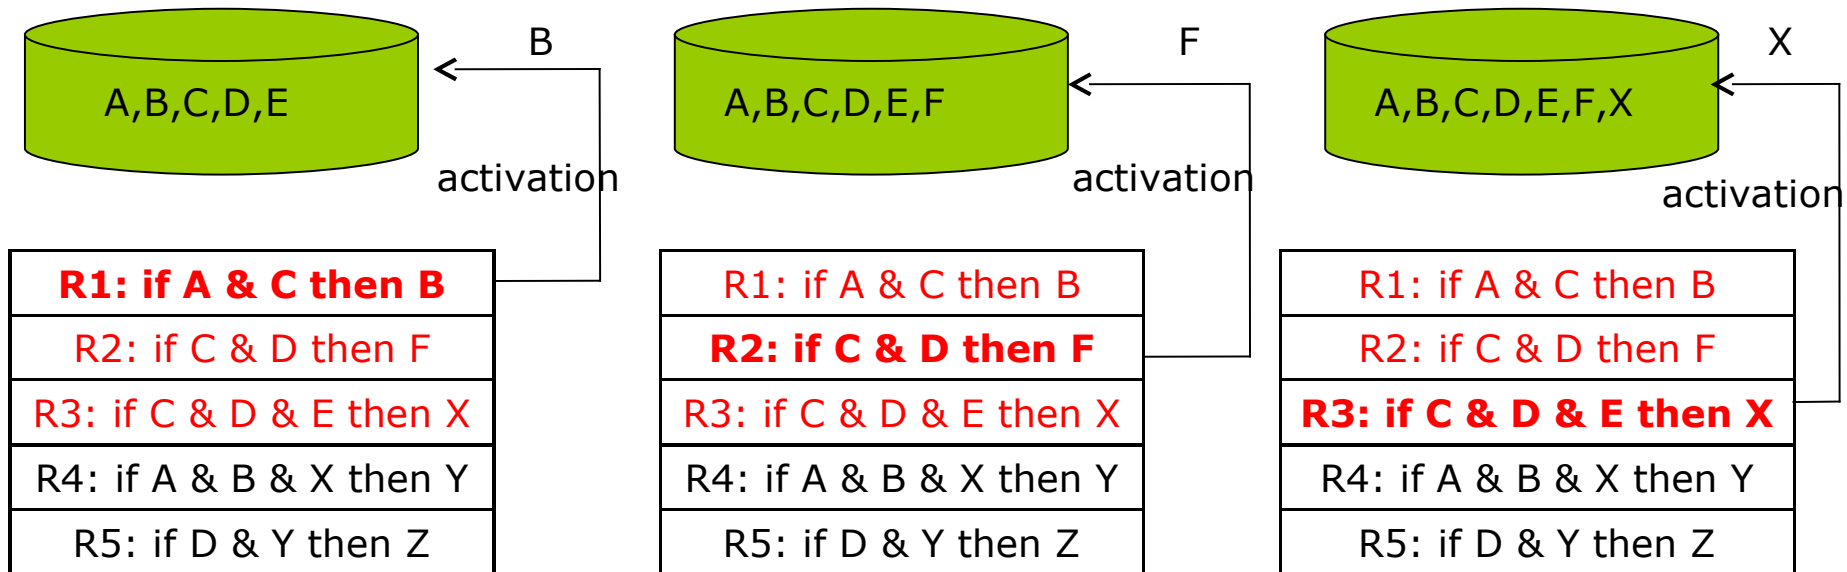 B
A,B,C,D,E
activation
R1: if A & C then B
R2: if C & D then F
R3: if C & D & E then X
R4: if A & B & X then Y
R5: if D & Y then Z
F
A,B,C,D,E,F
activation
R1: if A & C then B
R2: if C & D then F
R3: if C & D & E then X
R4: if A & B & X then Y
R5: if D & Y then Z
X
A,B,C,D,E,F,X
activation
R1: if A & C then B
R2: if C & D then F
R3: if C & D & E then X
R4: if A & B & X then Y
R5: if D & Y then Z